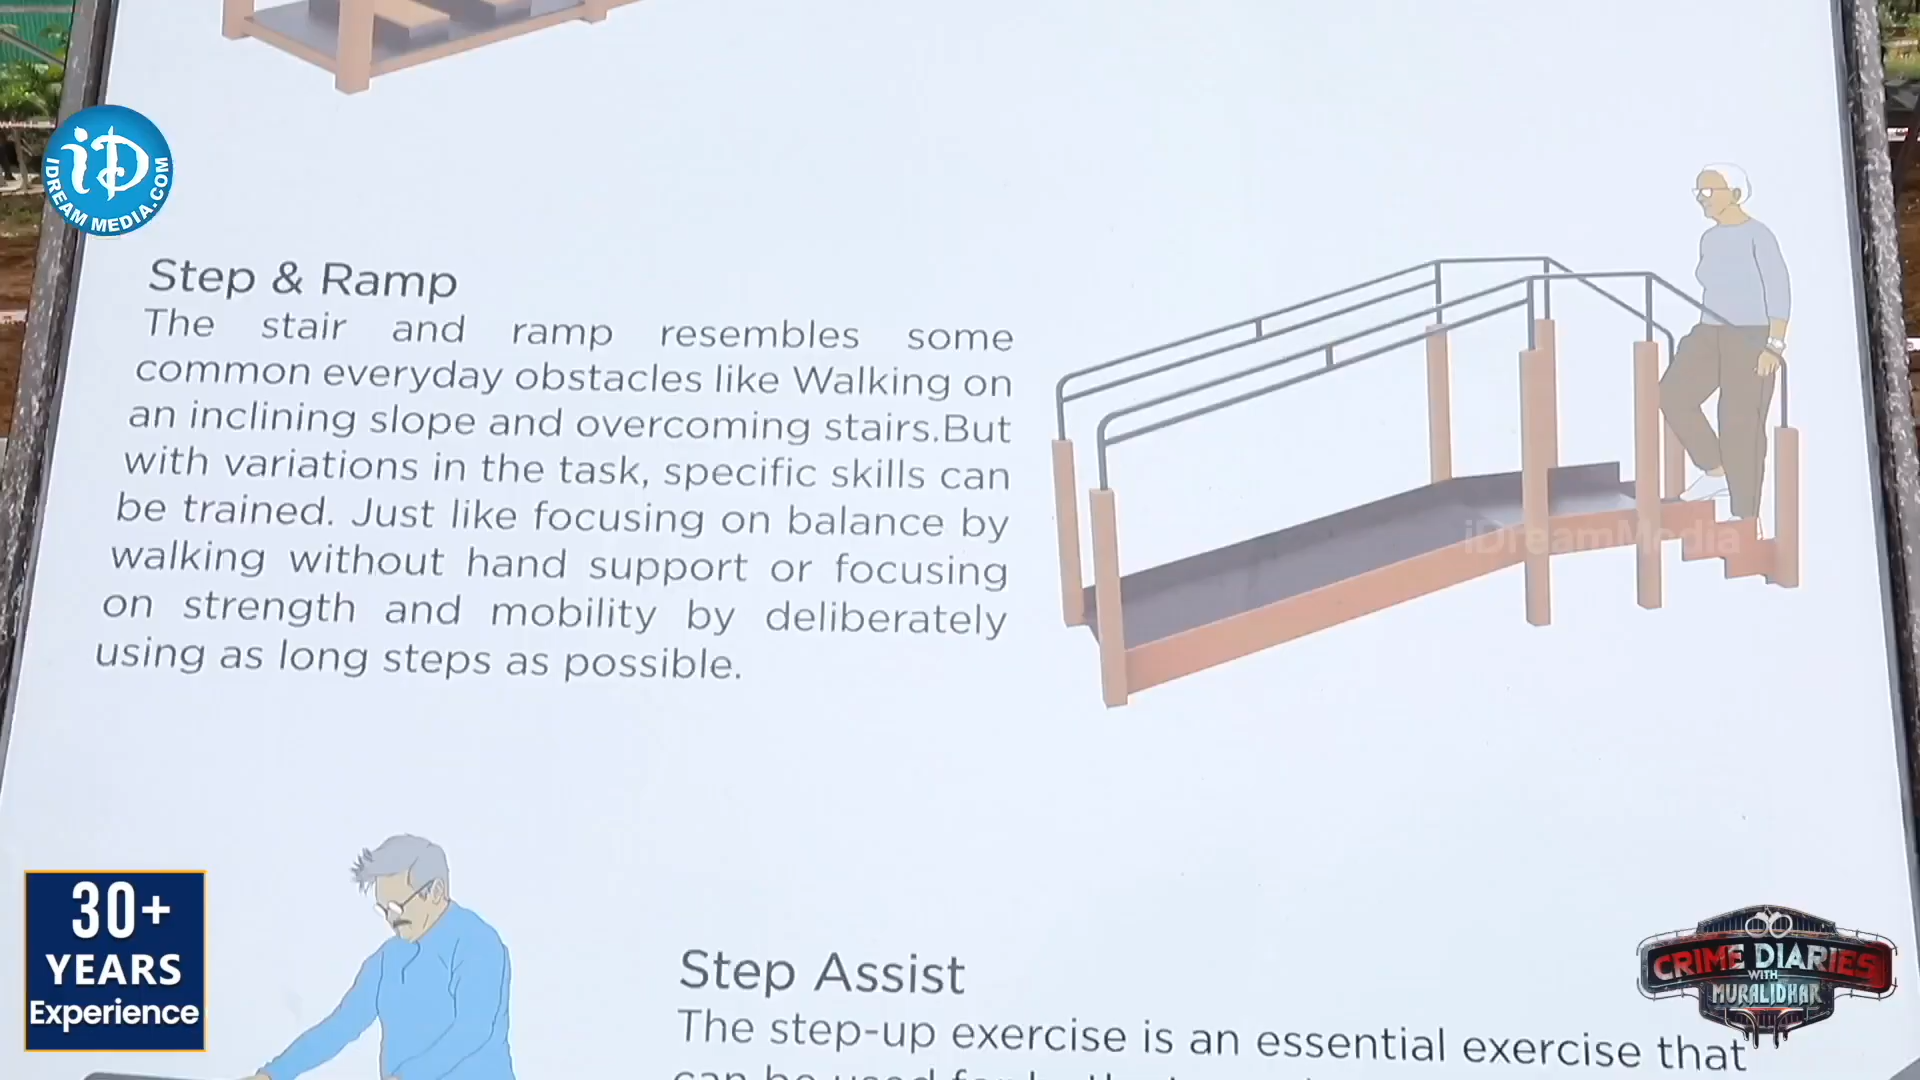 iD
IDREAM MEDIA.COM
Step & Ramp
The stair and ramp resembles some
common everyday obstacles like Walking on
an inclining slope and overcoming stairs.But
with variations in the task, specific skills can
be trained. Just like focusing on balance by
walking without hand support or focusing
on strength and mobility by deliberately
using as long steps as possible.
iDreamMedia
30+
YEARS
Experience
Step Assist
The step-up exercise is an essential exercise that
can be used for
CRIME DIARIES
WITH
MURALIDHAR